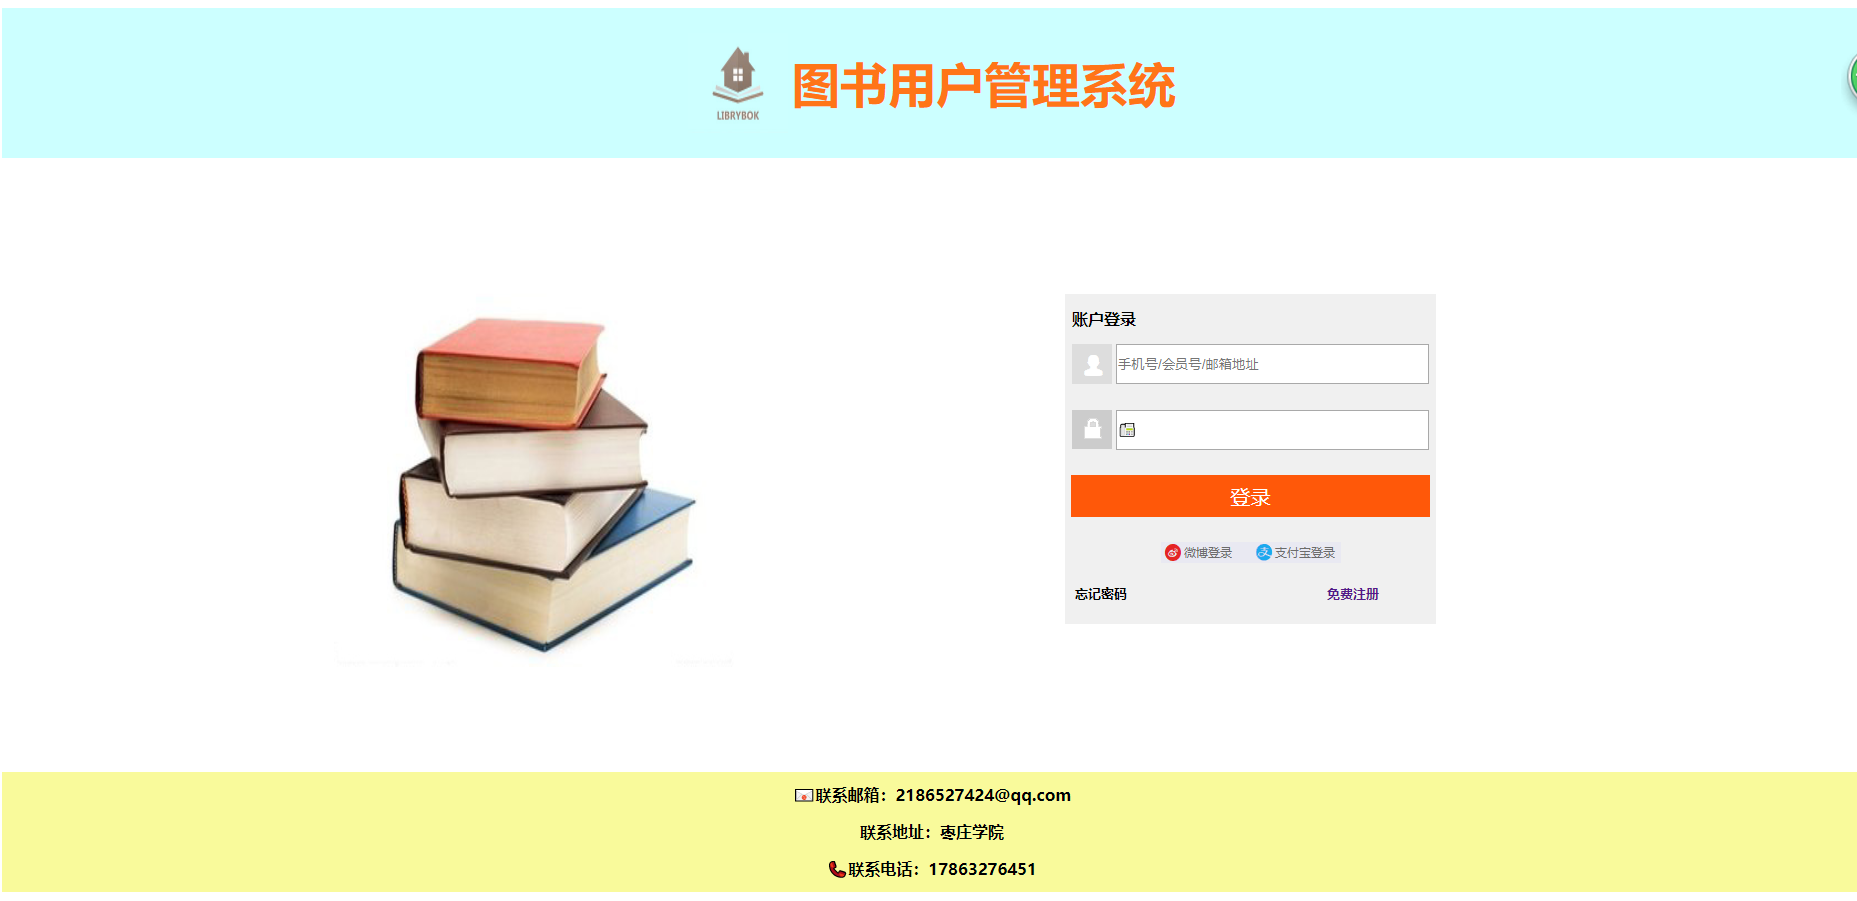 LIBRYBOK
图书用户管理系统
账户登录
手机号/会员号/邮箱地址
登录
微博登录 支付宝登录
忘记密码 免费注册
联系邮箱：2186527424@qq.com
联系地址：枣庄学院
联系电话：17863276451